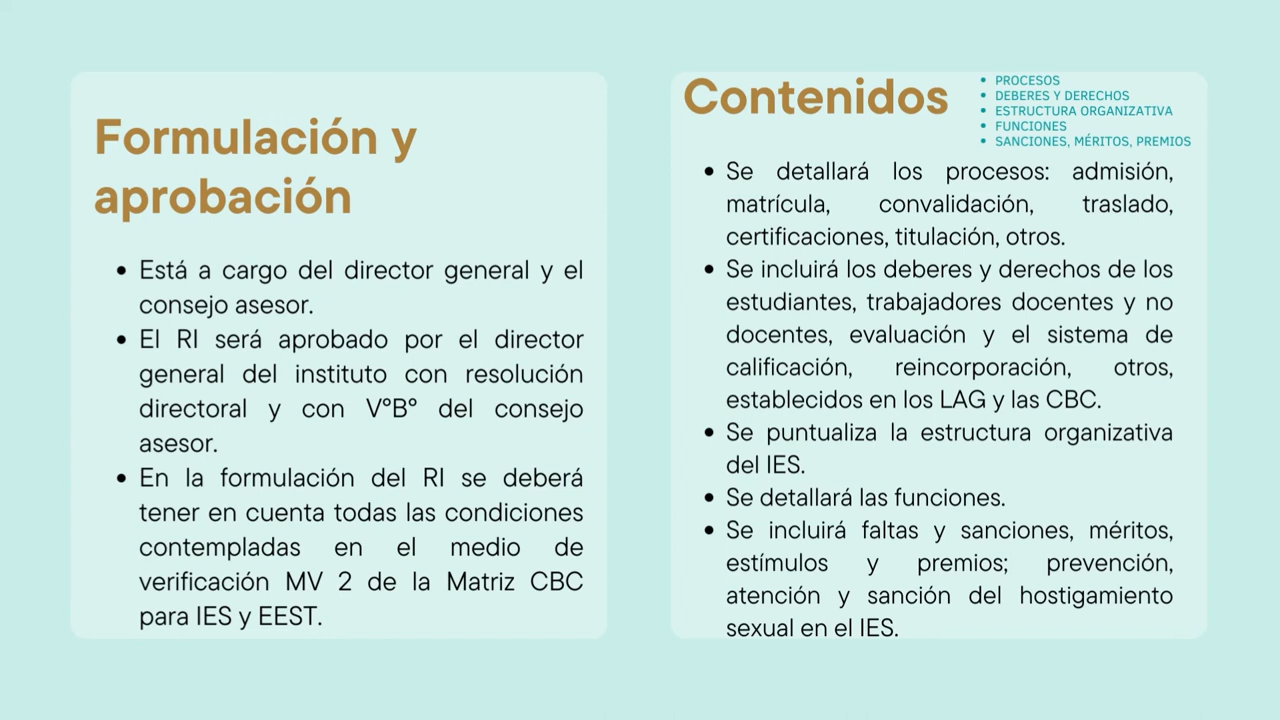 Formulación y
aprobación
• Está a cargo del director general y el
consejo asesor.
• El RI será aprobado por el director
general del instituto con resolución
directoral y con V°B° del consejo
asesor.
• En la formulación del RI se deberá
tener en cuenta todas las condiciones
contempladas en el medio de
verificación MV 2 de la Matriz CBC
para IES y EEST.
Contenidos
• PROCESOS
• DEBERES Y DERECHOS
• ESTRUCTURA ORGANIZATIVA
• FUNCIONES
• SANCIONES, MÉRITOS, PREMIOS
• Se detallará los procesos: admisión,
matrícula, convalidación, traslado,
certificaciones, titulación, otros.
• Se incluirá los deberes y derechos de los
estudiantes, trabajadores docentes y no
docentes, evaluación y el sistema de
calificación, reincorporación, otros,
establecidos en los LAG y las CBC.
• Se puntualiza la estructura organizativa
del IES.
• Se detallará las funciones.
• Se incluirá faltas y sanciones, méritos,
estímulos y premios; prevención,
atención y sanción del hostigamiento
sexual en el IES.